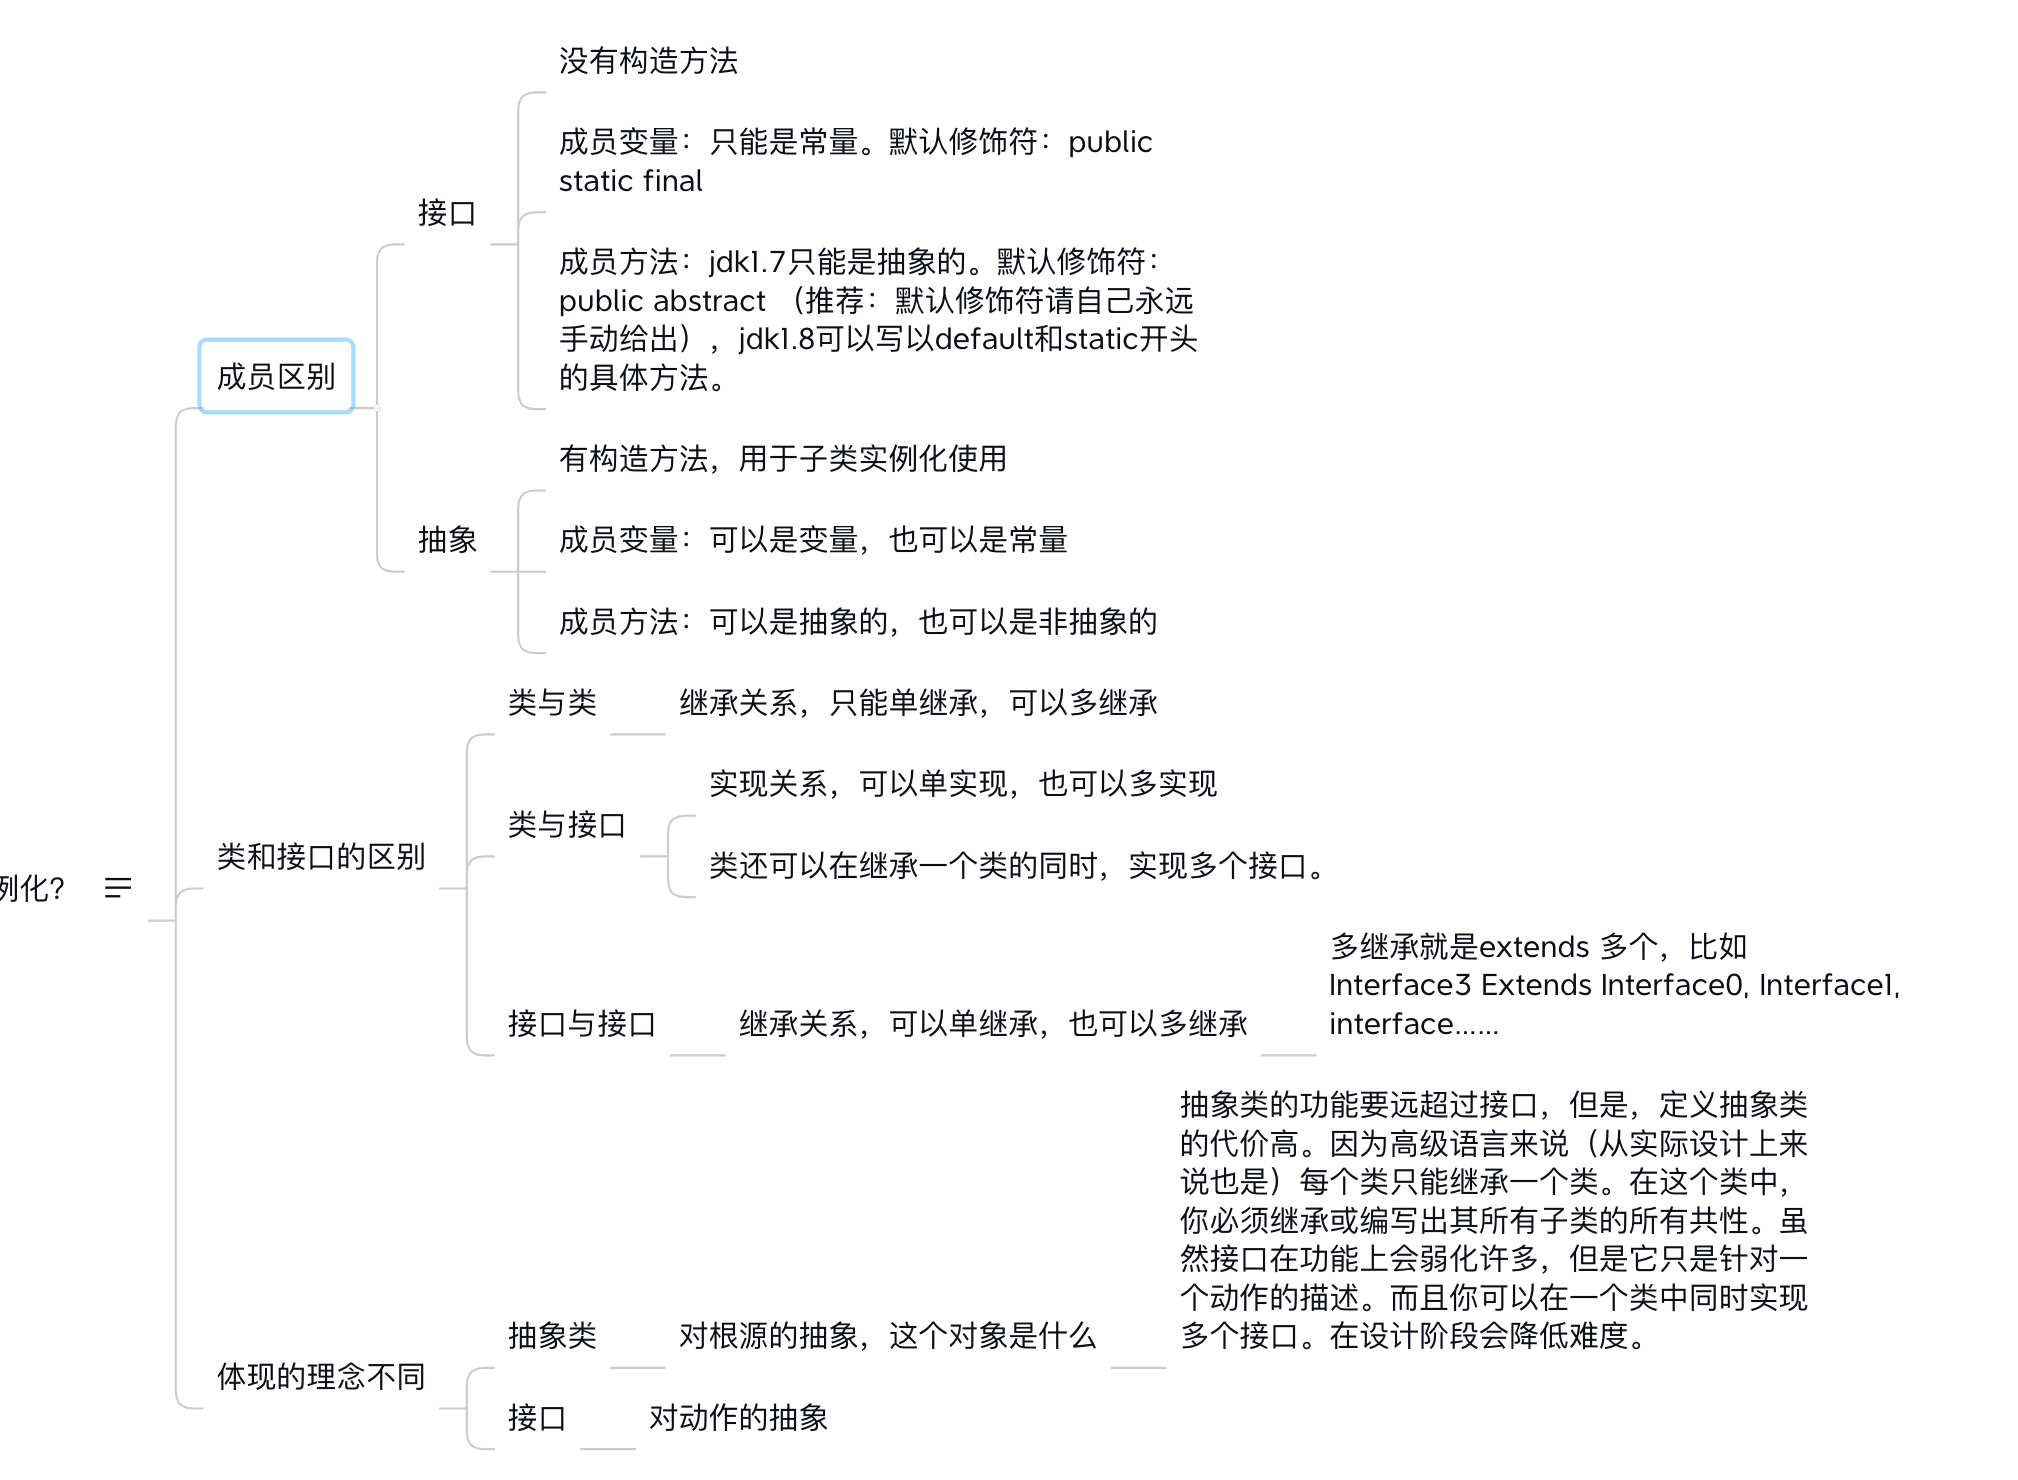 没有构造方法
成员变量：只能是常量。默认修饰符：public
static final
接口
成员方法：jdk1.7只能是抽象的。默认修饰符：
public abstract （推荐：默认修饰符请自己永远
手动给出），jdk1.8可以写以default和static开头
的具体方法。
成员区别
有构造方法，用于子类实例化使用
抽象
成员变量：可以是变量，也可以是常量
成员方法：可以是抽象的，也可以是非抽象的
类与类
继承关系，只能单继承，可以多继承
实现关系，可以单实现，也可以多实现
类与接口
类还可以在继承一个类的同时，实现多个接口。
类和接口的区别
例化？
多继承就是extends 多个，比如
Interface3 Extends Interface0, Interface1,
interface……
接口与接口
继承关系，可以单继承，也可以多继承
抽象类的功能要远超过接口，但是，定义抽象类
的代价高。因为高级语言来说（从实际设计上来
说也是）每个类只能继承一个类。在这个类中，
你必须继承或编写出其所有子类的所有共性。虽
然接口在功能上会弱化许多，但是它只是针对一
个动作的描述。而且你可以在一个类中同时实现
多个接口。在设计阶段会降低难度。
抽象类
对根源的抽象，这个对象是什么
体现的理念不同
接口
对动作的抽象